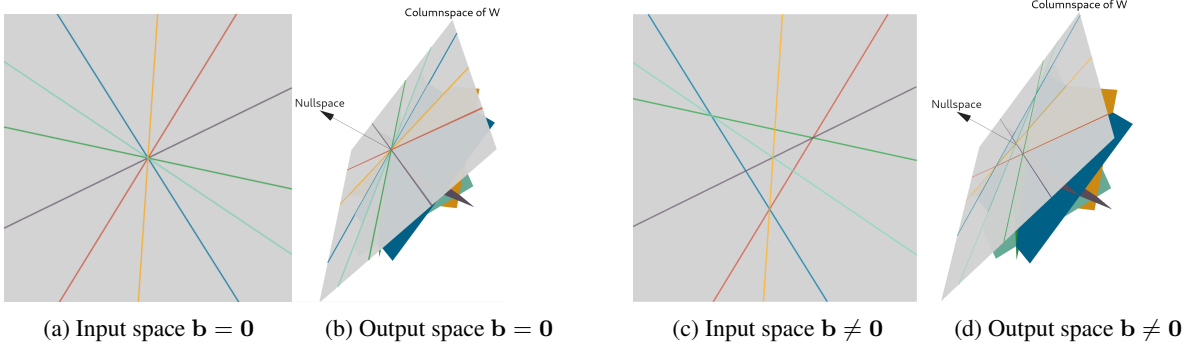 Columnspace of W
Nullspace
Columnspace of W
Nullspace
(a) Input space b = 0
(b) Output space b = 0
(c) Input space b ≠ 0
(d) Output space b ≠ 0